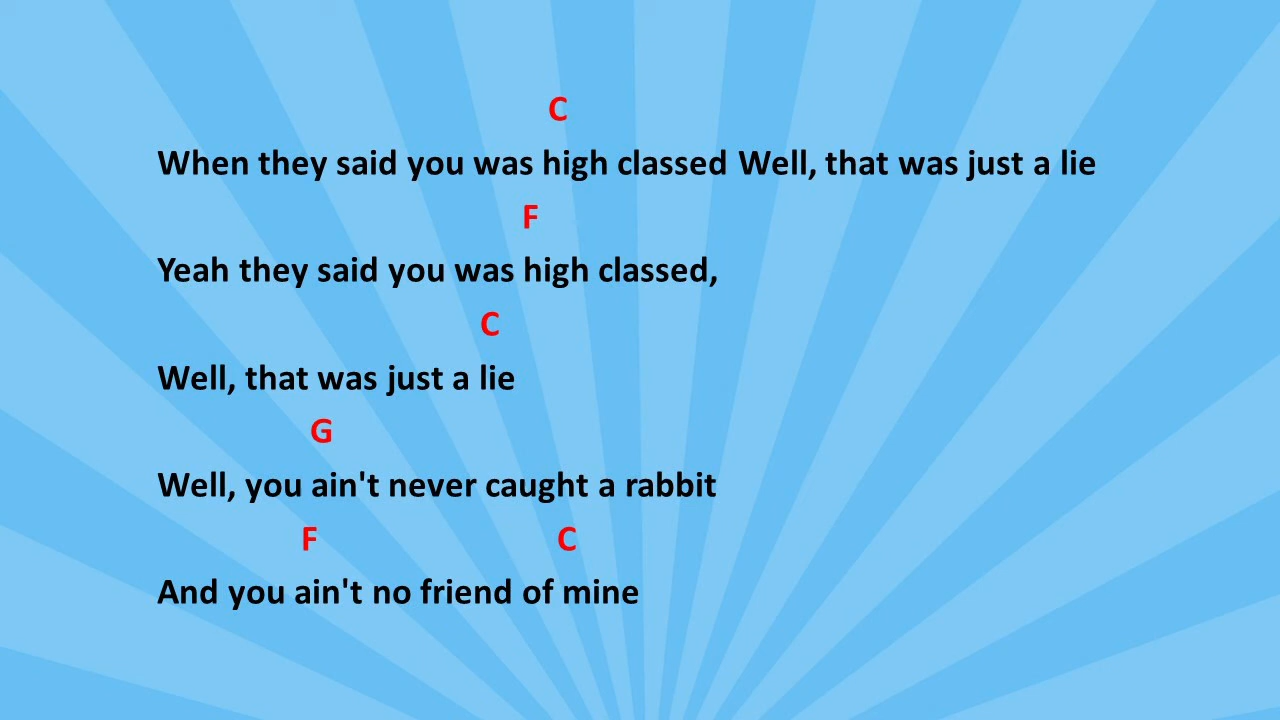 C
When they said you was high classed Well, that was just a lie
F
Yeah they said you was high classed,
C
Well, that was just a lie
G
Well, you ain't never caught a rabbit
F C
And you ain't no friend of mine